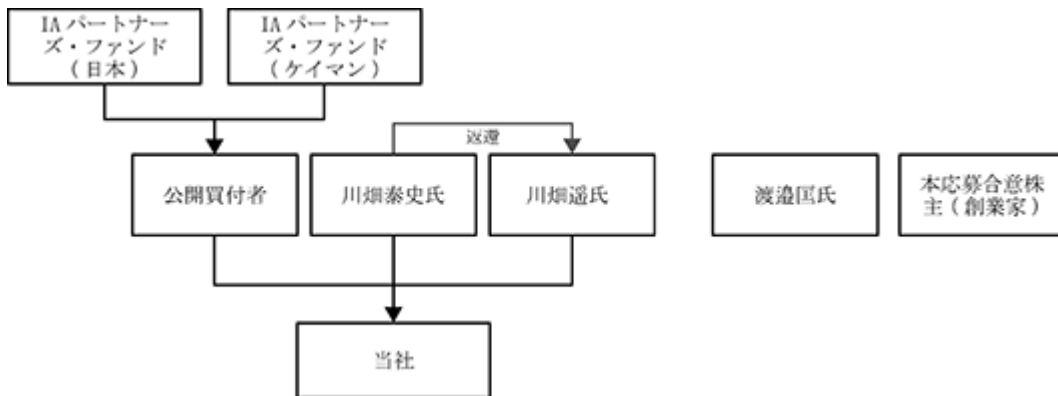 IA パートナー
ズ・ファンド
(日本)
IA パートナー
ズ・ファンド
(ケイマン)
返還
公開買付者
川畑泰史氏
川畑遥氏
渡邉匡氏
本応募合意株
主(創業家)
当社